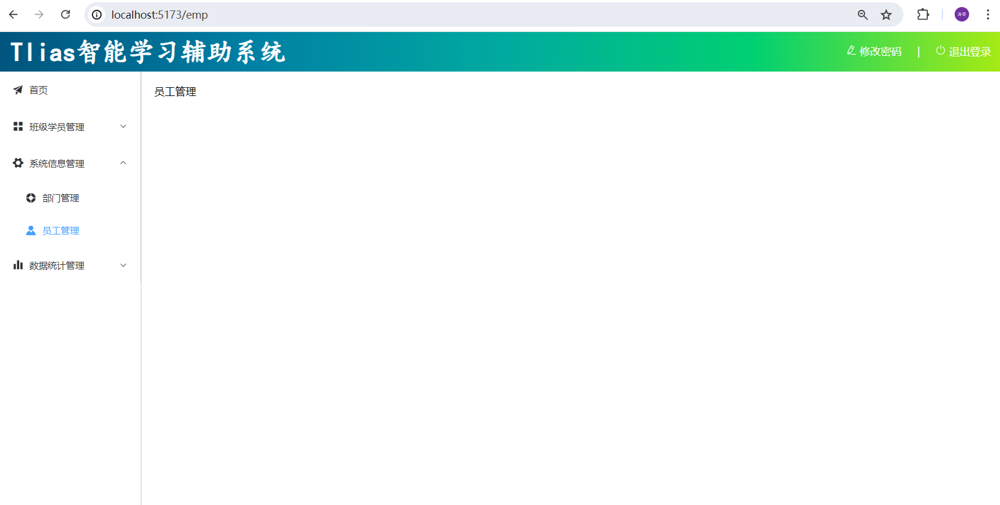 localhost:5173/emp
涛哥
Tlias智能学习辅助系统
修改密码 | 退出登录
首页
员工管理
班级学员管理
系统信息管理
部门管理
员工管理
数据统计管理